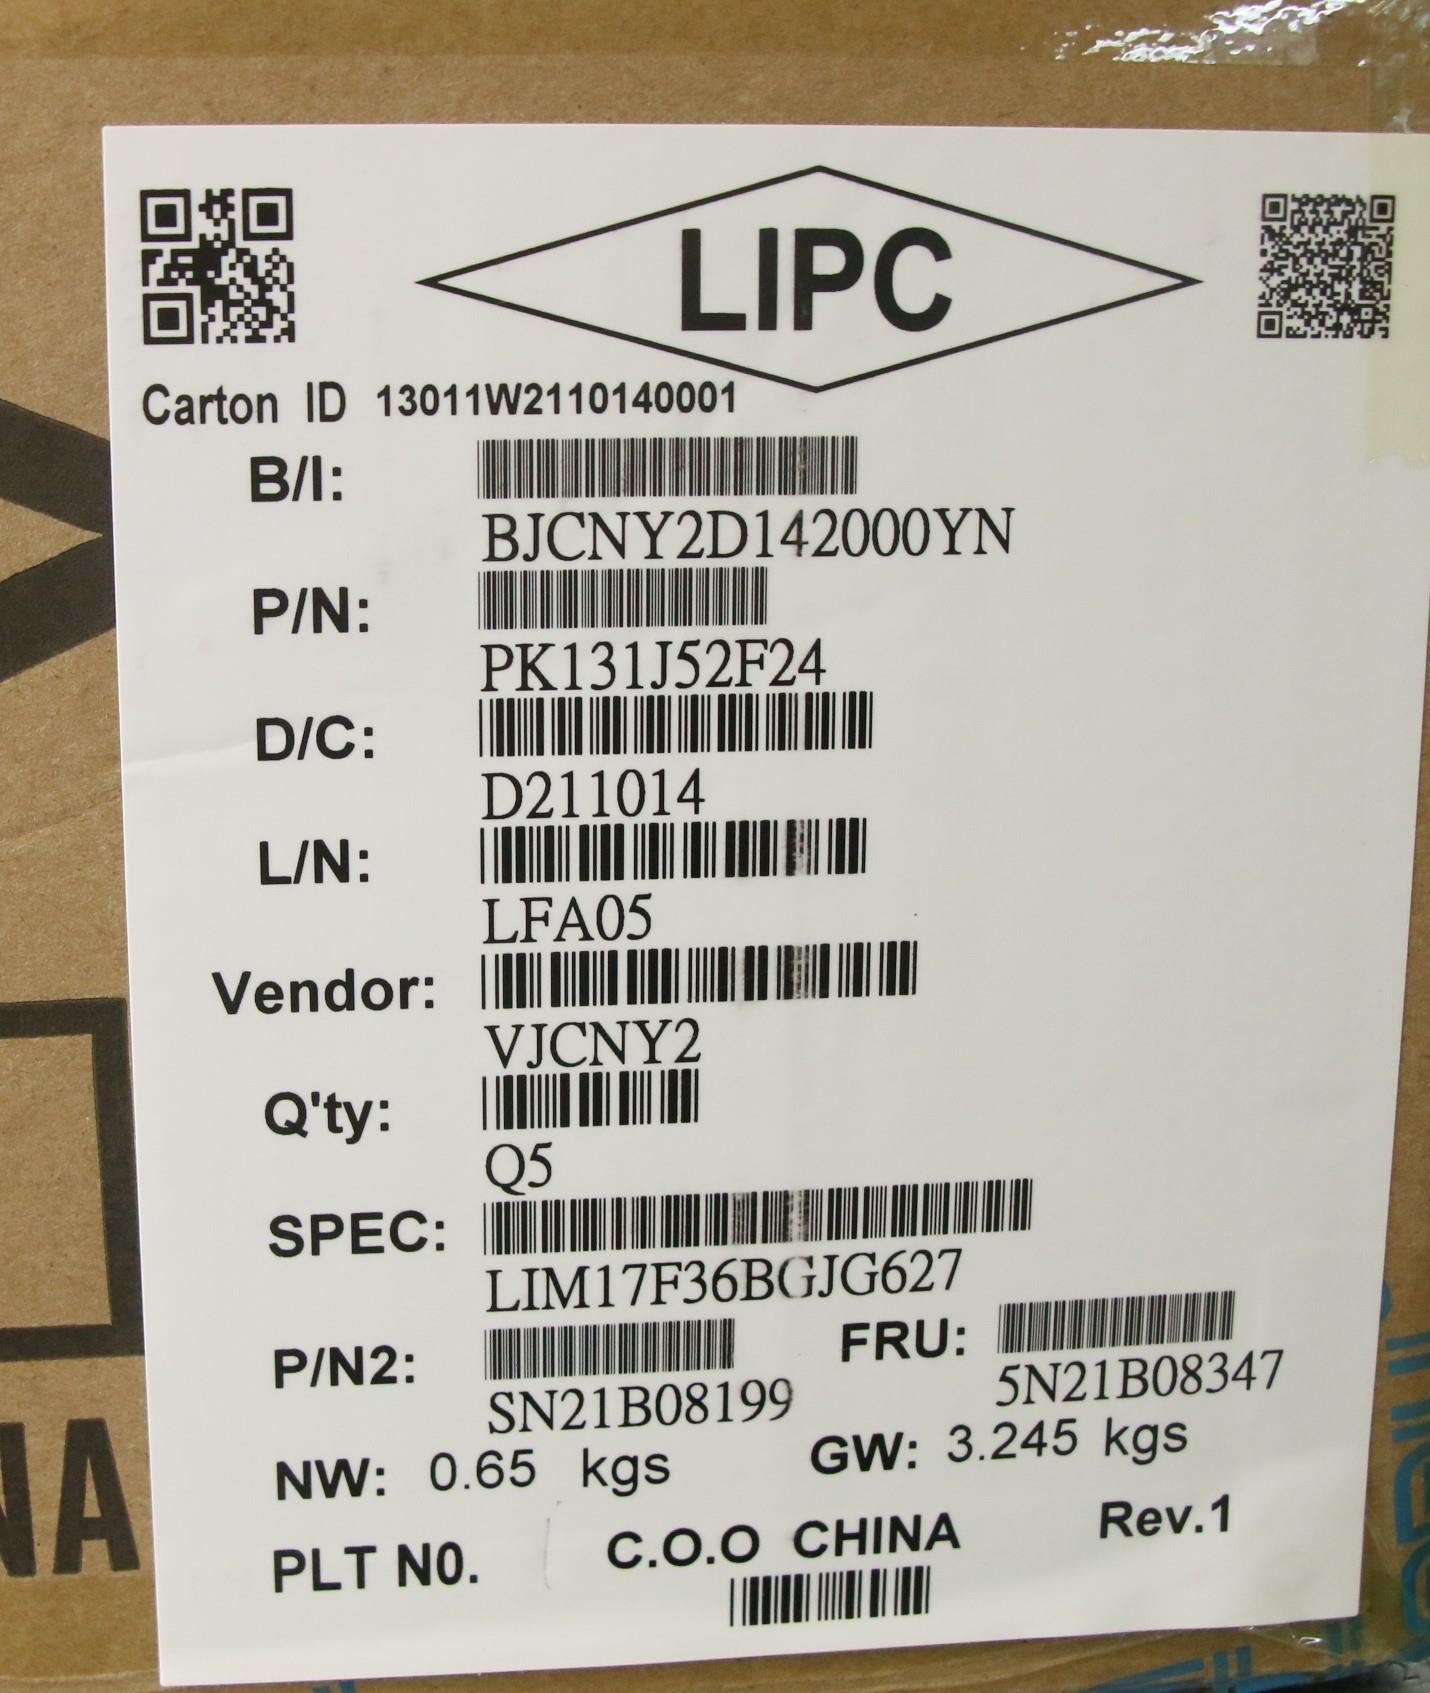 LIPC
Carton ID 13011W2110140001
B/I:
BJCNY2D142000YN
P/N:
PK131J52F24
D/C:
D211014
L/N:
LFA05
Vendor:
VJCNY2
Q'ty:
Q5
SPEC:
LIM17F36BGJG627
P/N2:
SN21B08199
FRU:
5N21B08347
NW: 0.65 kgs
GW: 3.245 kgs
PLT N0.
C.O.O CHINA
Rev.1
NA